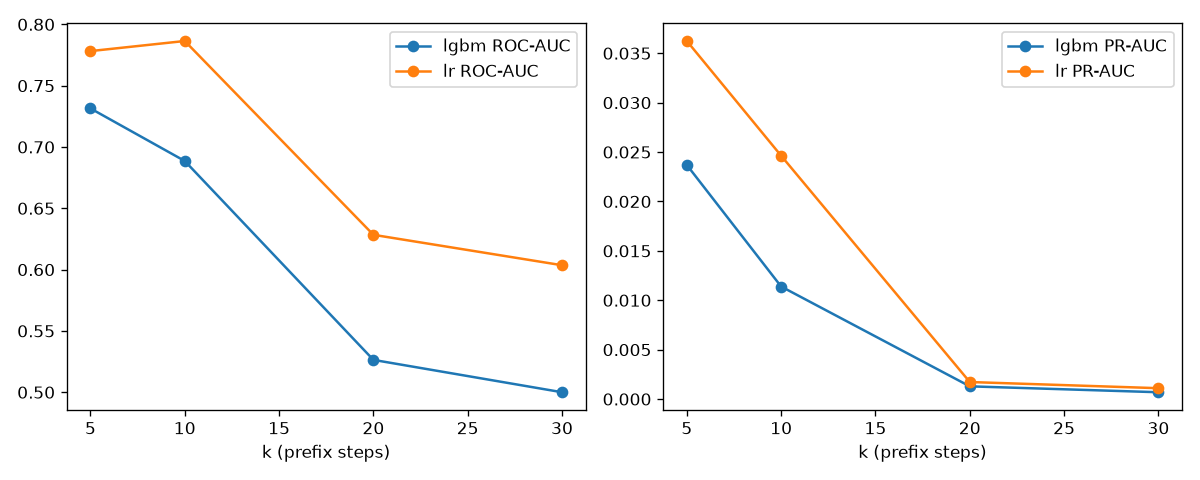 0.80
0.75
0.70
0.65
0.60
0.55
0.50
5 10 15 20 25 30
k (prefix steps)
lgbm ROC-AUC
lr ROC-AUC
0.035
0.030
0.025
0.020
0.015
0.010
0.005
0.000
5 10 15 20 25 30
k (prefix steps)
lgbm PR-AUC
lr PR-AUC